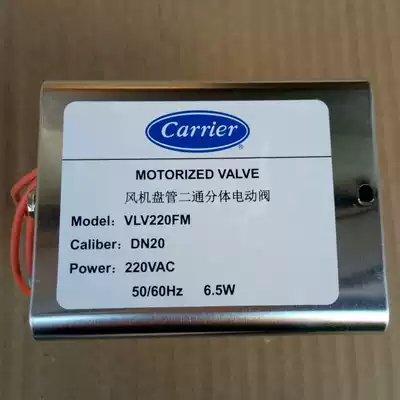 Carrier
MOTORIZED VALVE
风机盘管二通分体电动阀
Model: VLV220FM
Caliber: DN20
Power: 220VAC
50/60Hz 6.5W